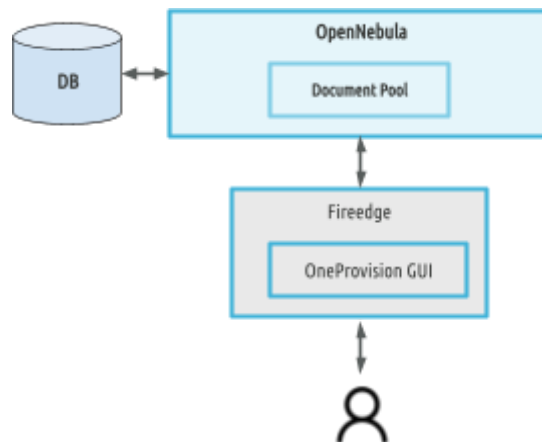 OpenNebula
DB
Document Pool
Fireedge
OneProvision GUI